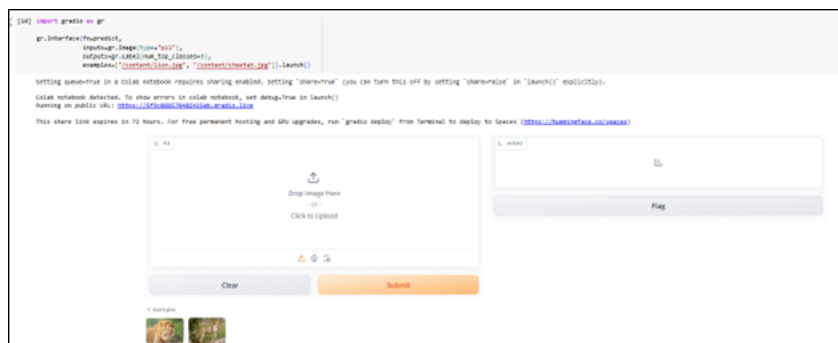 [10] import gradio as gr
gr.Interface(fn=predict,
inputs=gr.Image(type="pil"),
outputs=gr.Label(num_top_classes=3),
examples=["/content/lion.jpg", "/content/cheetah.jpg"]).launch()
Setting queue=True in a Colab notebook requires sharing enabled. Setting `share=True` (you can turn this off by setting `share=False` in `launch()` explicitly).
Colab notebook detected. To show errors in colab notebook, set debug=True in launch()
Running on public URL:
This share link expires in 72 hours. For free permanent hosting and GPU upgrades, run `gradio deploy` from Terminal to deploy to Spaces (https://huggingface.co/spaces)
output
Drop Image Here
- or -
Click to Upload
Flag
Clear
Submit
Examples